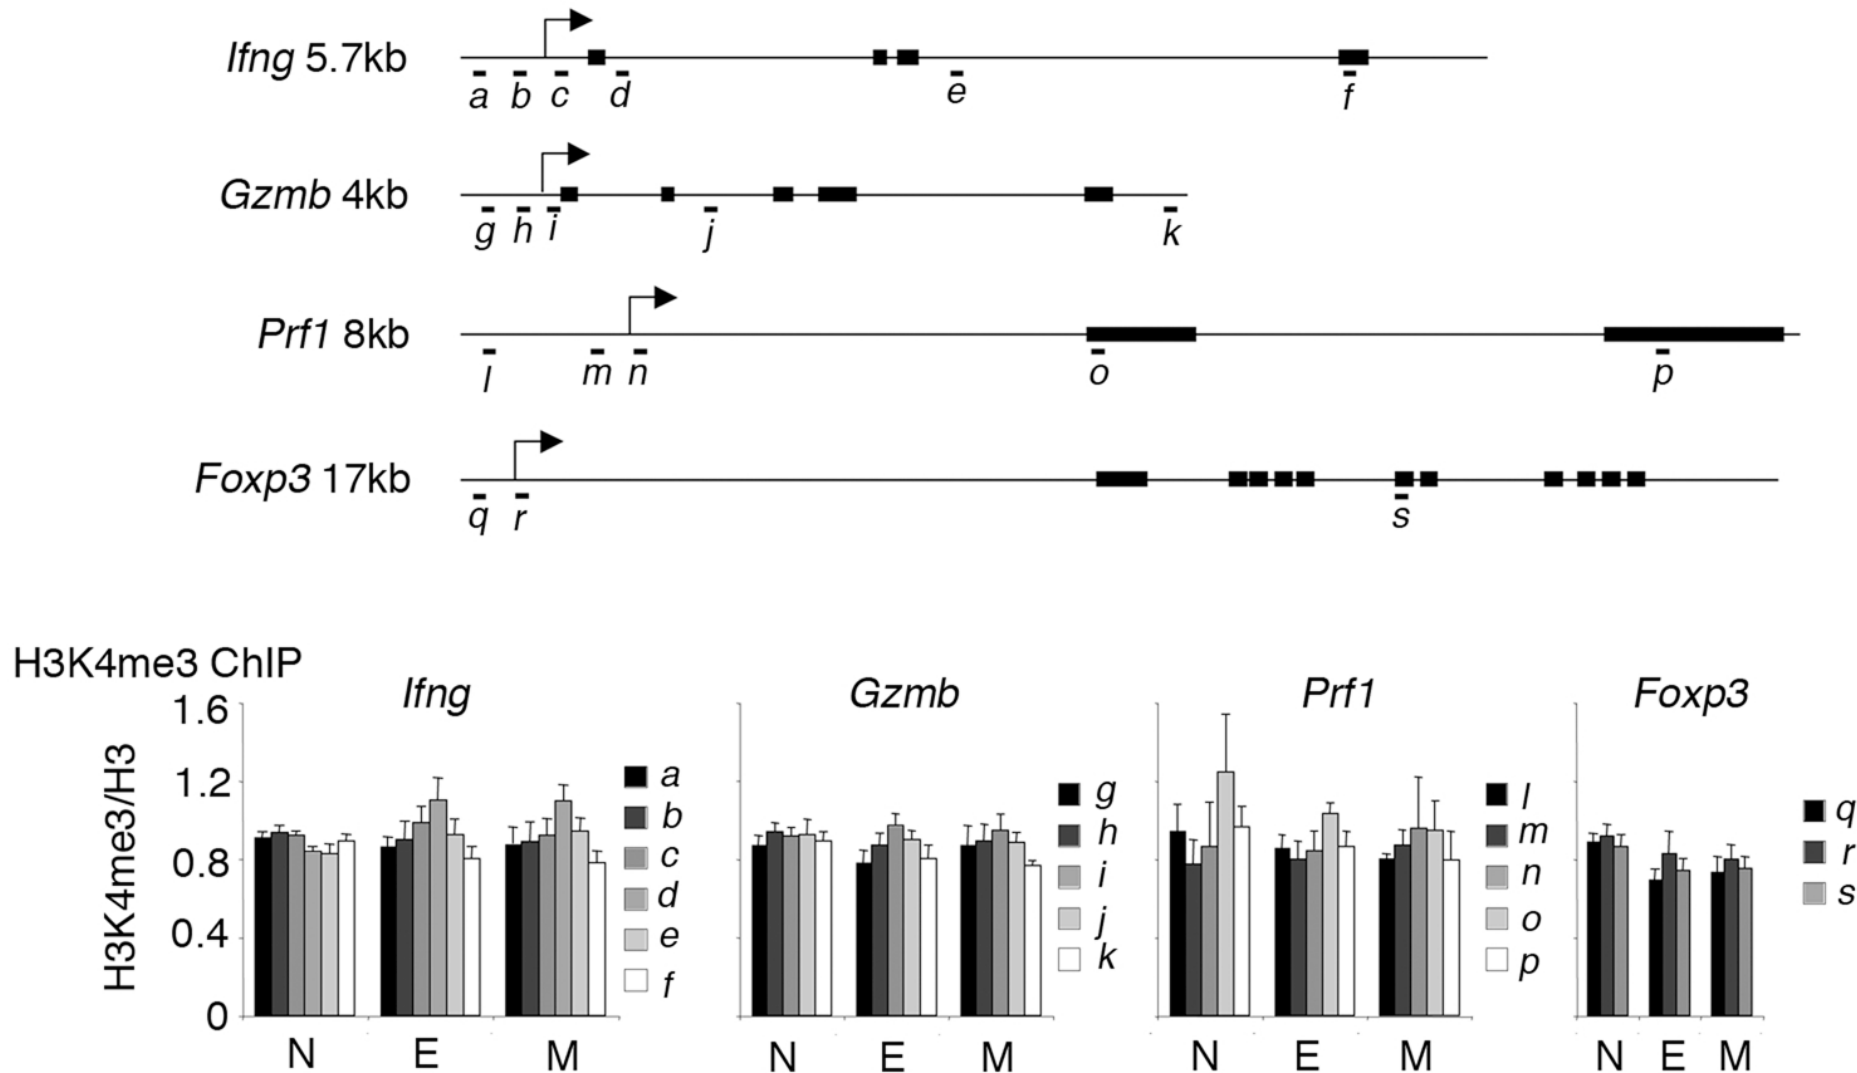 Ifng 5.7kb
a b c d e f
Gzmb 4kb
g h i j k
Prf1 8kb
l m n o p
Foxp3 17kb
q r s
H3K4me3 ChIP
Ifng Gzmb Prf1 Foxp3
H3K4me3/H3
1.6
1.2
0.8
0.4
0
a
b
c
d
e
f
g
h
i
j
k
l
m
n
o
p
q
r
s
N E M N E M N E M N E M